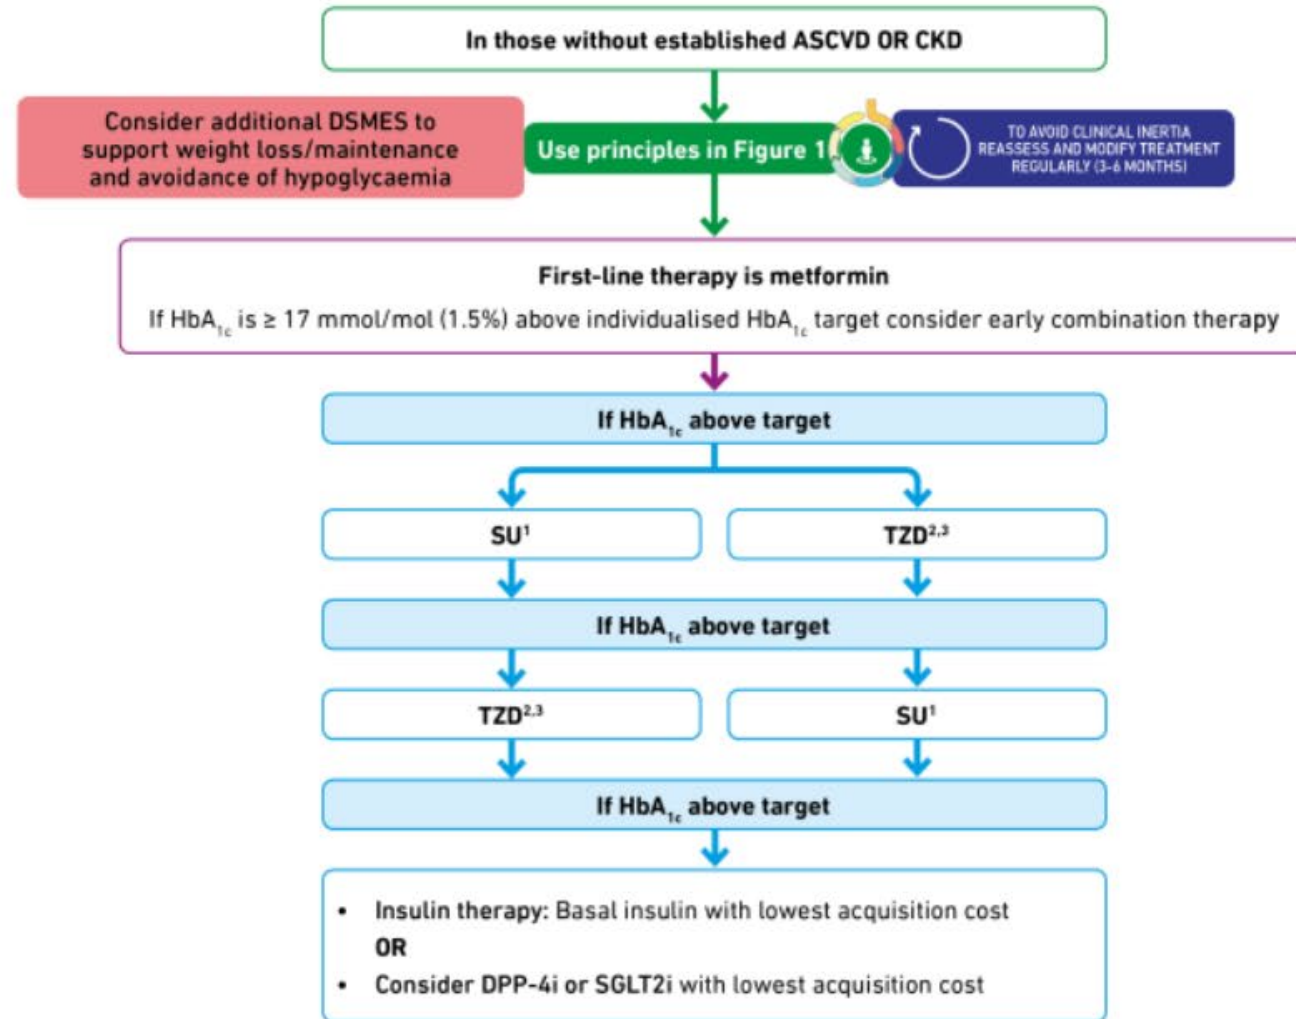 In those without established ASCVD OR CKD
Consider additional DSMES to
support weight loss/maintenance
and avoidance of hypoglycaemia
Use principles in Figure 1
TO AVOID CLINICAL INERTIA
REASSESS AND MODIFY TREATMENT
REGULARLY (3-6 MONTHS)
First-line therapy is metformin
If HbA1c is ≥ 17 mmol/mol (1.5%) above individualised HbA1c target consider early combination therapy
If HbA1c above target
SU¹
TZD²,³
If HbA1c above target
TZD²,³
SU¹
If HbA1c above target
• Insulin therapy: Basal insulin with lowest acquisition cost
OR
• Consider DPP-4i or SGLT2i with lowest acquisition cost